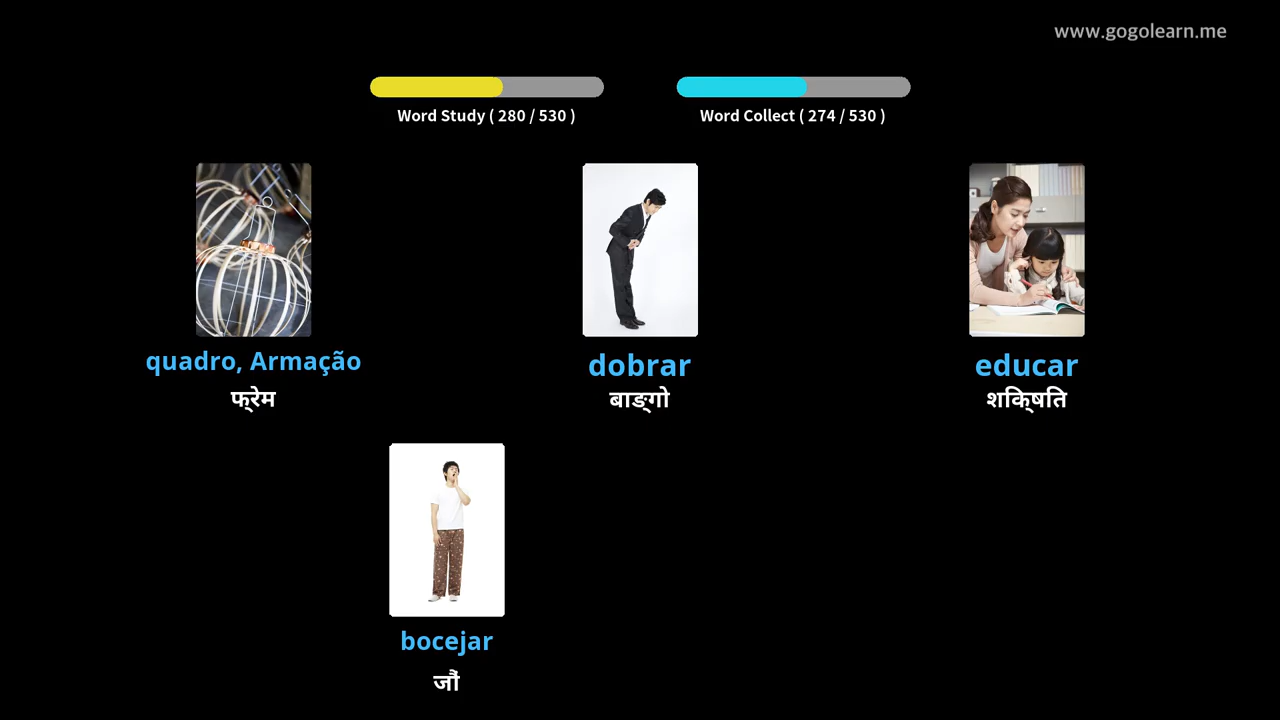 www.gogolearn.me
Word Study ( 280 / 530 )
Word Collect ( 274 / 530 )
quadro, Armação
फ्रेम
dobrar
बाङ्गो
educar
शक्षिति
bocejar
जौं